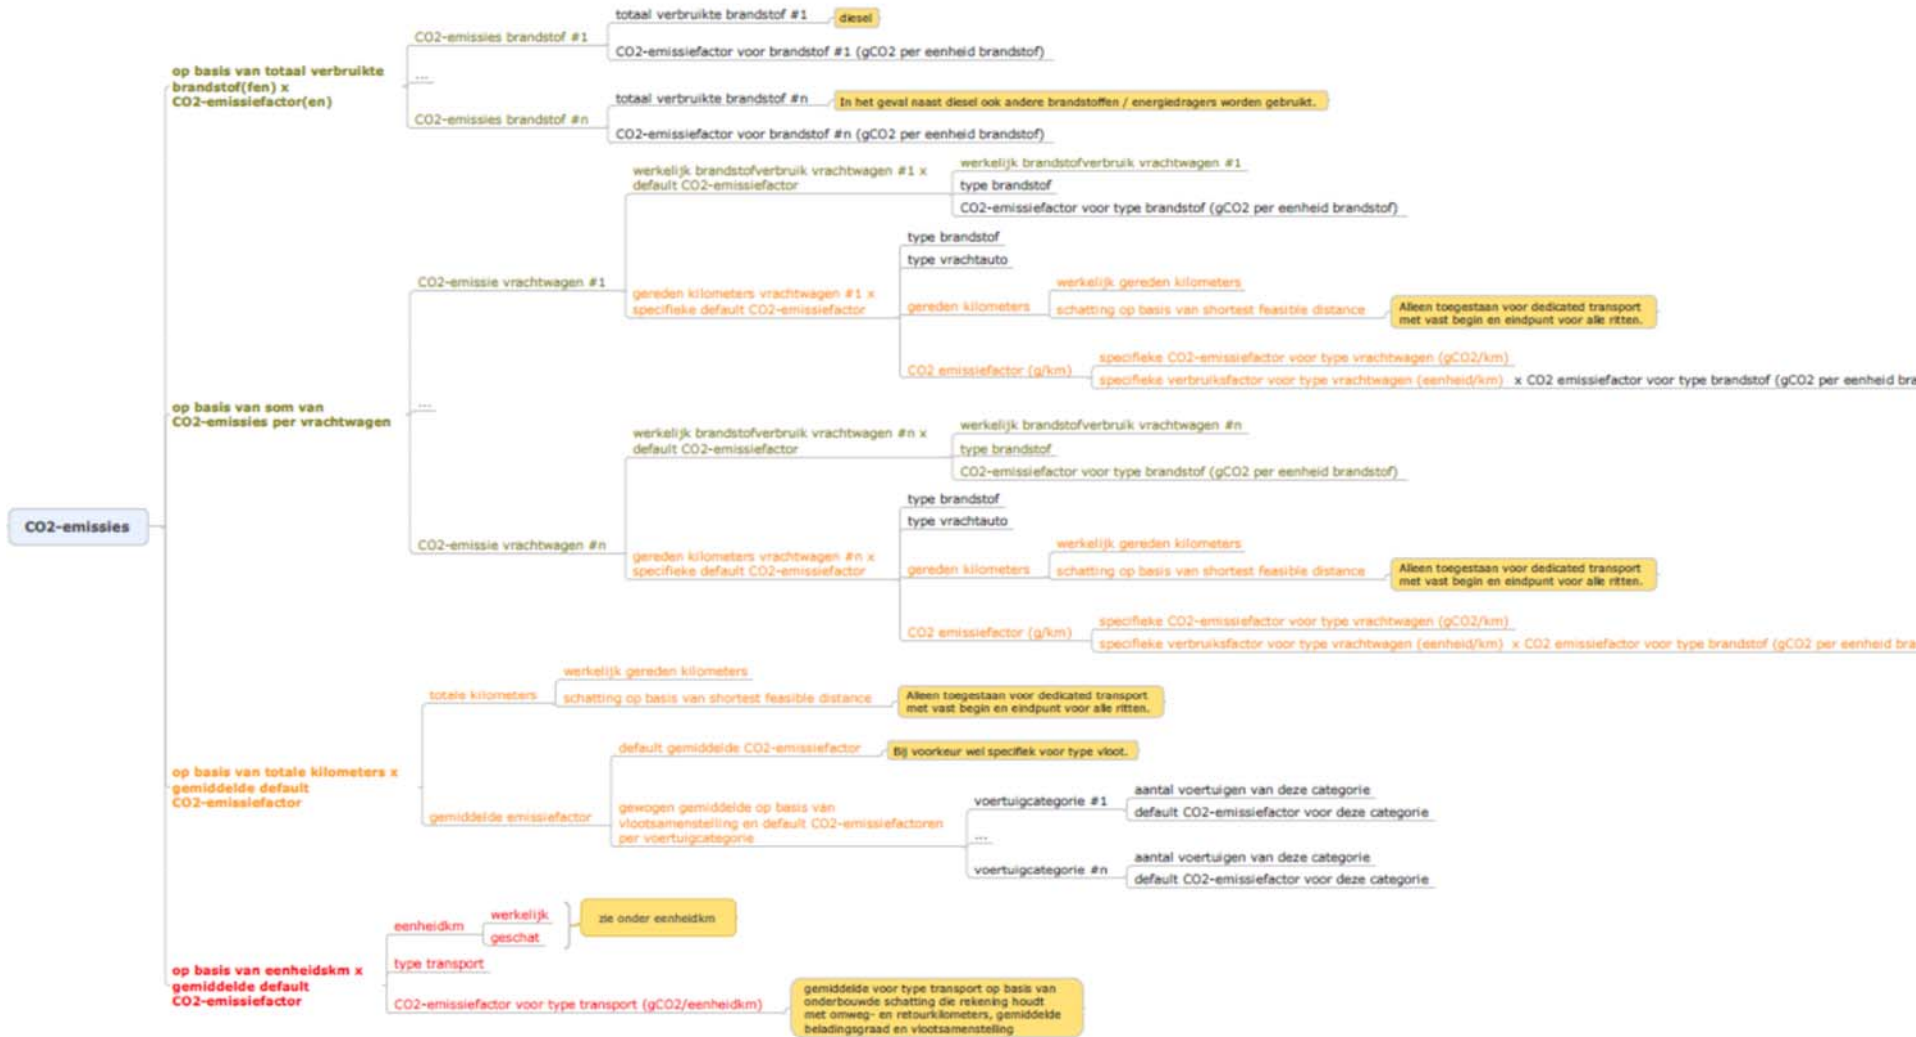 totaal verbruikte brandstof #1
diesel
CO2-emissies brandstof #1
CO2-emissiefactor voor brandstof #1 (gCO2 per eenheid brandstof)
op basis van totaal verbruikte
brandstof(fen) x
CO2-emissiefactor(en)
...
totaal verbruikte brandstof #n
In het geval naast diesel ook andere brandstoffen / energiedragers worden gebruikt.
CO2-emissies brandstof #n
CO2-emissiefactor voor brandstof #n (gCO2 per eenheid brandstof)
werkelijk brandstofverbruik vrachtwagen #1 x
default CO2-emissiefactor
werkelijk brandstofverbruik vrachtwagen #1
type brandstof
CO2-emissiefactor voor type brandstof (gCO2 per eenheid brandstof)
CO2-emissie vrachtwagen #1
type brandstof
type vrachtauto
gereden kilometers vrachtwagen #1 x
specifieke default CO2-emissiefactor
gereden kilometers
werkelijk gereden kilometers
schatting op basis van shortest feasible distance
Alleen toegestaan voor dedicated transport
met vast begin en eindpunt voor alle ritten.
CO2 emissiefactor (g/km)
specifieke CO2-emissiefactor voor type vrachtwagen (gCO2/km)
specifieke verbruiksfactor voor type vrachtwagen (eenheid/km) x CO2 emissiefactor voor type brandstof (gCO2 per eenheid bra
op basis van som van
CO2-emissies per vrachtwagen
...
werkelijk brandstofverbruik vrachtwagen #n x
default CO2-emissiefactor
werkelijk brandstofverbruik vrachtwagen #n
type brandstof
CO2-emissiefactor voor type brandstof (gCO2 per eenheid brandstof)
CO2-emissies
CO2-emissie vrachtwagen #n
type brandstof
type vrachtauto
gereden kilometers vrachtwagen #n x
specifieke default CO2-emissiefactor
gereden kilometers
werkelijk gereden kilometers
schatting op basis van shortest feasible distance
Alleen toegestaan voor dedicated transport
met vast begin en eindpunt voor alle ritten.
CO2 emissiefactor (g/km)
specifieke CO2-emissiefactor voor type vrachtwagen (gCO2/km)
specifieke verbruiksfactor voor type vrachtwagen (eenheid/km) x CO2 emissiefactor voor type brandstof (gCO2 per eenheid bra
totale kilometers
werkelijk gereden kilometers
schatting op basis van shortest feasible distance
Alleen toegestaan voor dedicated transport
met vast begin en eindpunt voor alle ritten.
op basis van totale kilometers x
gemiddelde default
CO2-emissiefactor
default gemiddelde CO2-emissiefactor
Bij voorkeur wel specifiek voor type vloot.
gemiddelde emissiefactor
gewogen gemiddelde op basis van
vlootsamenstelling en default CO2-emissiefactoren
per voertuigcategorie
voertuigcategorie #1
aantal voertuigen van deze categorie
default CO2-emissiefactor voor deze categorie
...
voertuigcategorie #n
aantal voertuigen van deze categorie
default CO2-emissiefactor voor deze categorie
eenheidkm
werkelijk
geschat
zie onder eenheidkm
op basis van eenheidskm x
gemiddelde default
CO2-emissiefactor
type transport
CO2-emissiefactor voor type transport (gCO2/eenheidkm)
gemiddelde voor type transport op basis van
onderbouwde schatting die rekening houdt
met omweg- en retourkilometers, gemiddelde
beladingsgraad en vlootsamenstelling